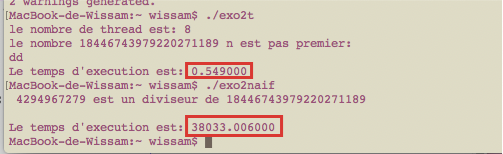 2 warnings generated.
[MacBook-de-Wissam:~ wissam$ ./exo2t
le nombre de thread est: 8
le nombre 18446743979220271189 n est pas premier:
dd
Le temps d'execution est: 0.549000
[MacBook-de-Wissam:~ wissam$ ./exo2naif
4294967279 est un diviseur de 18446743979220271189
Le temps d'execution est: 38033.006000
MacBook-de-Wissam:~ wissam$